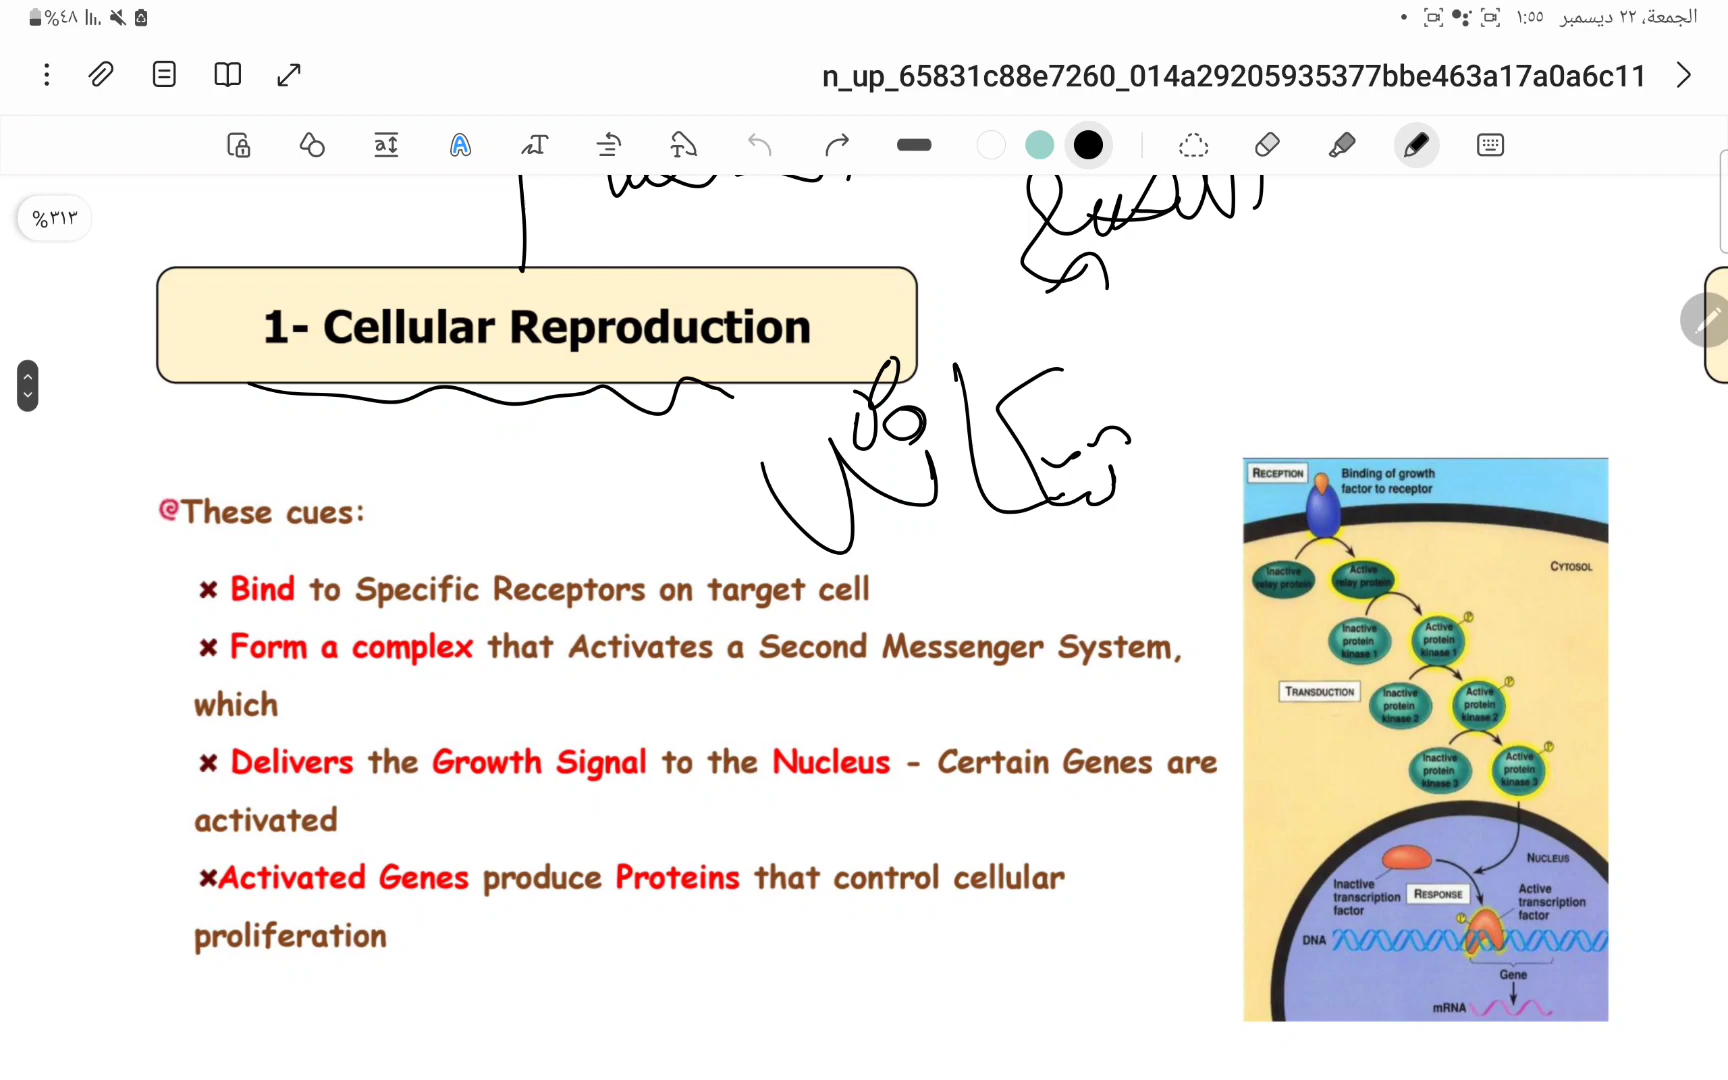 %٤٨
الجمعة، ٢٢ ديسمبر ١:٥٥
n_up_65831c88e7260_014a29205935377bbe463a17a0a6c11
%٣١٣
1- Cellular Reproduction
These cues:
Bind to Specific Receptors on target cell
Form a complex that Activates a Second Messenger System,
which
Delivers the Growth Signal to the Nucleus - Certain Genes are
activated
Activated Genes produce Proteins that control cellular
proliferation
RECEPTION
Binding of growth
factor to receptor
CYTOSOL
Inactive
relay protein
Active
relay protein
Inactive
protein
kinase 1
Active
protein
kinase 1
P
TRANSDUCTION
Inactive
protein
kinase 2
Active
protein
kinase 2
P
Inactive
protein
kinase 3
Active
protein
kinase 3
P
NUCLEUS
Inactive
transcription
factor
RESPONSE
Active
transcription
factor
P
DNA
Gene
mRNA